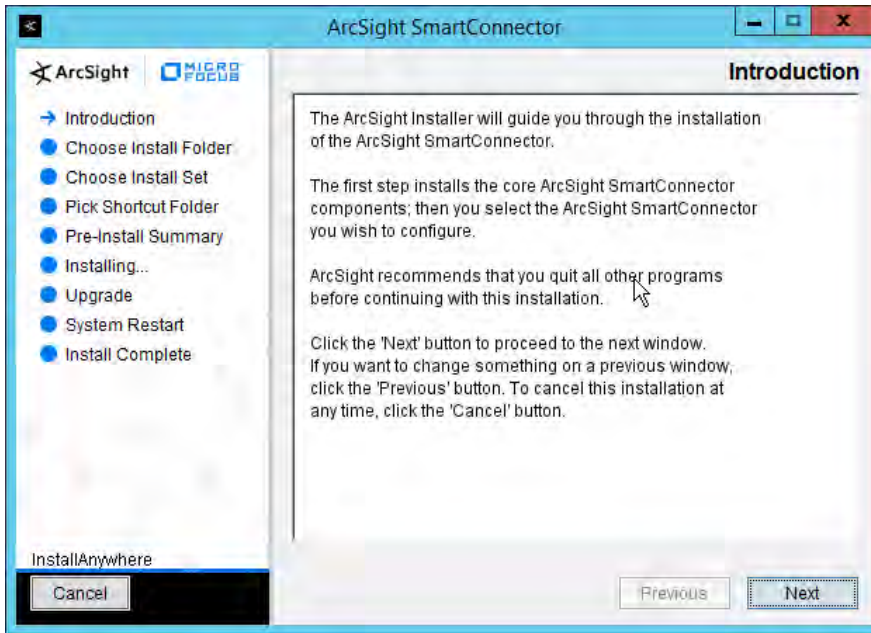 ArcSight SmartConnector
ArcSight
MICRO
FOCUS
Introduction
Introduction
Choose Install Folder
Choose Install Set
Pick Shortcut Folder
Pre-Install Summary
Installing...
Upgrade
System Restart
Install Complete
The ArcSight Installer will guide you through the installation
of the ArcSight SmartConnector.
The first step installs the core ArcSight SmartConnector
components; then you select the ArcSight SmartConnector
you wish to configure.
ArcSight recommends that you quit all other programs
before continuing with this installation.
Click the 'Next' button to proceed to the next window.
If you want to change something on a previous window,
click the 'Previous' button. To cancel this installation at
any time, click the 'Cancel' button.
InstallAnywhere
Cancel
Previous
Next